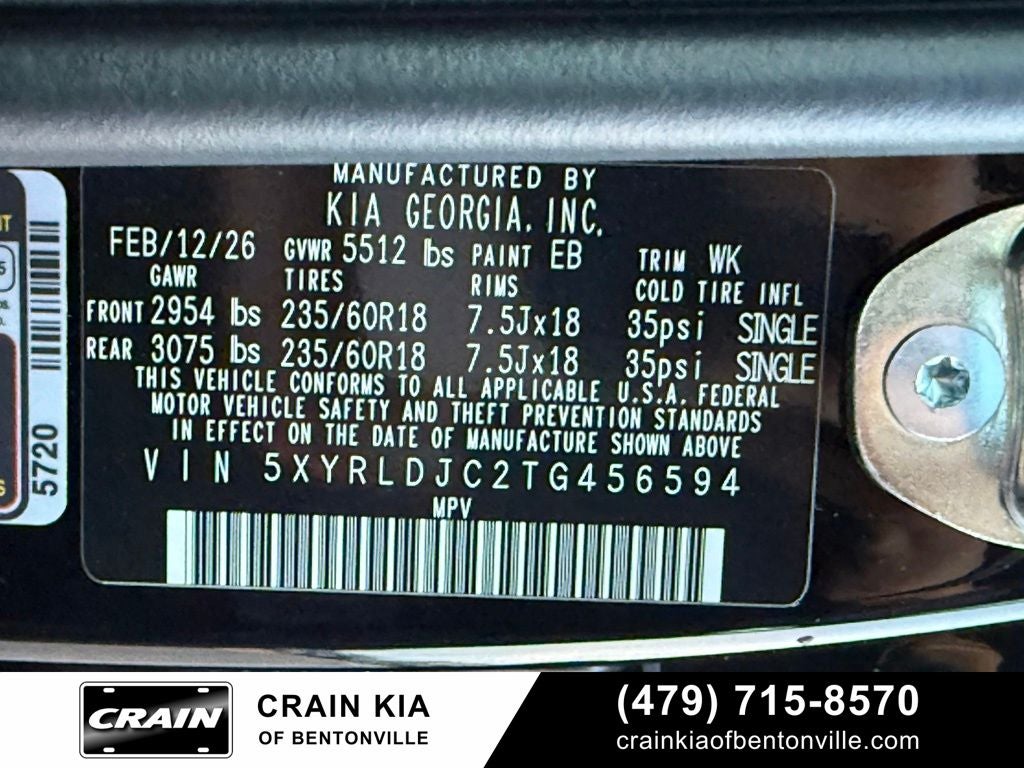 MANUFACTURED BY
KIA GEORGIA, INC.
FEB/12/26 GVWR 5512 lbs PAINT EB TRIM WK
GAWR TIRES RIMS COLD TIRE INFL
FRONT 2954 lbs 235/60R18 7.5Jx18 35psi SINGLE
REAR 3075 lbs 235/60R18 7.5Jx18 35psi SINGLE
THIS VEHICLE CONFORMS TO ALL APPLICABLE U.S.A. FEDERAL
MOTOR VEHICLE SAFETY AND THEFT PREVENTION STANDARDS
IN EFFECT ON THE DATE OF MANUFACTURE SHOWN ABOVE
VIN 5XYRLDJC2TG456594
MPV
5720
CRAIN
CRAIN KIA
OF BENTONVILLE
(479) 715-8570
crainkiaofbentonville.com